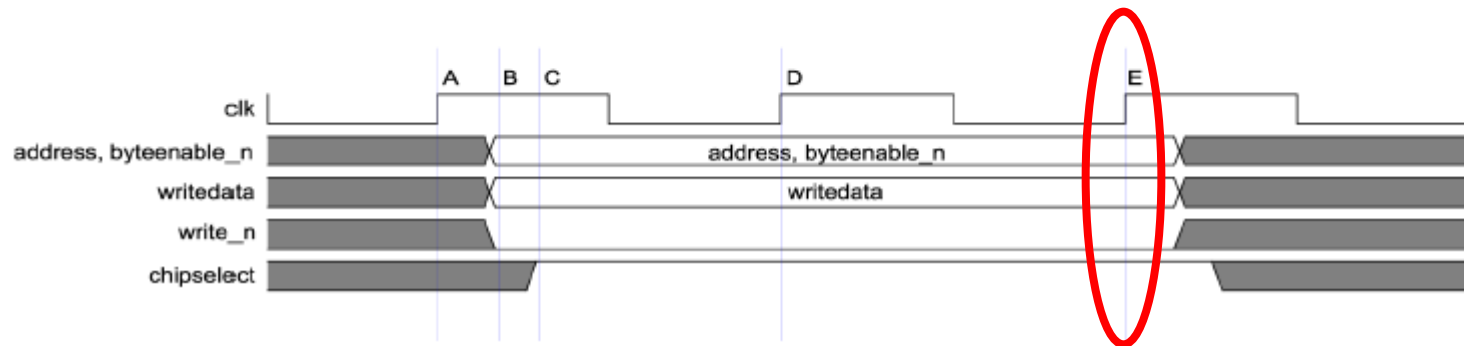 A B C D E
clk
address, byteenable_n address, byteenable_n
writedata writedata
write_n
chipselect